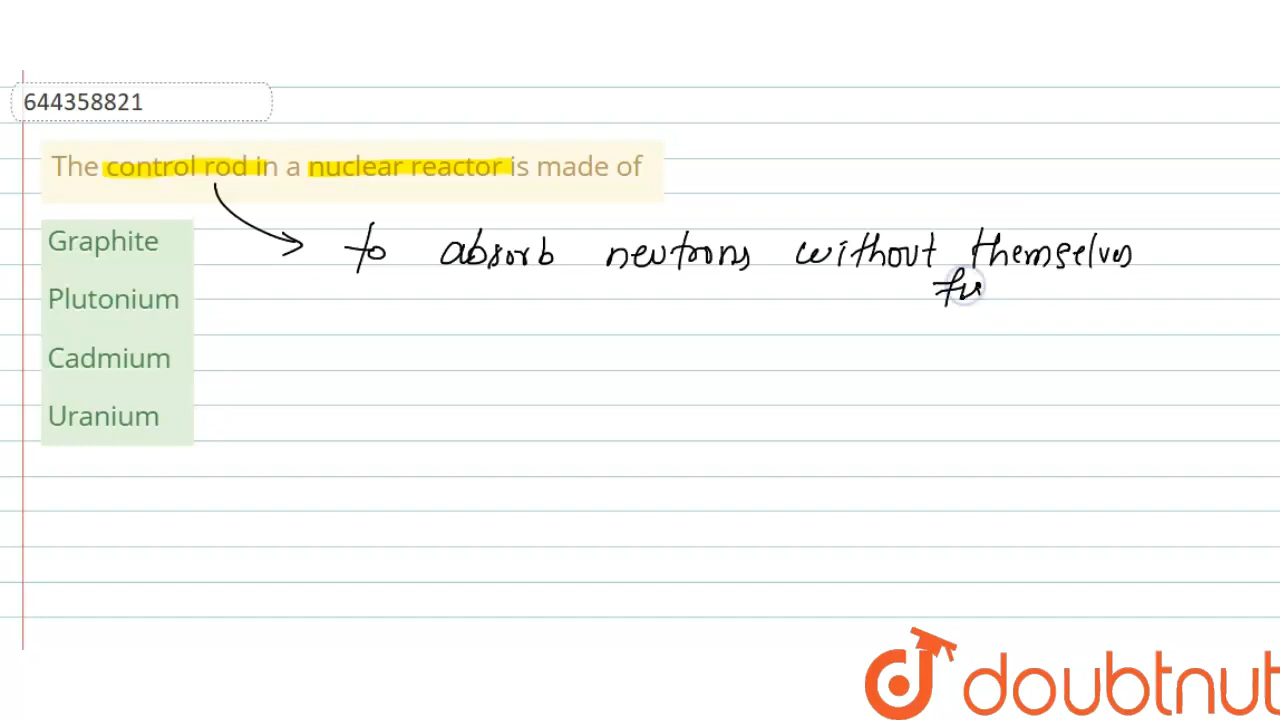 644358821
The control rod in a nuclear reactor is made of
Graphite
to absorb neutrons without themselves
Plutonium
Cadmium
Uranium
doubtnut